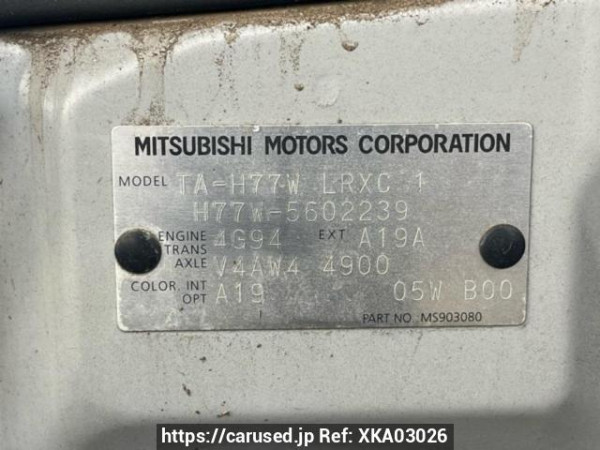 MITSUBISHI MOTORS CORPORATION
MODEL TA-H77W LRXC 1
H77W-5602239
ENGINE 4G94 EXT A19A
TRANS
AXLE V4AW4 4900
COLOR, INT A19 05W B00
OPT
PART NO MS903080
https://carused.jp Ref: XKA03026